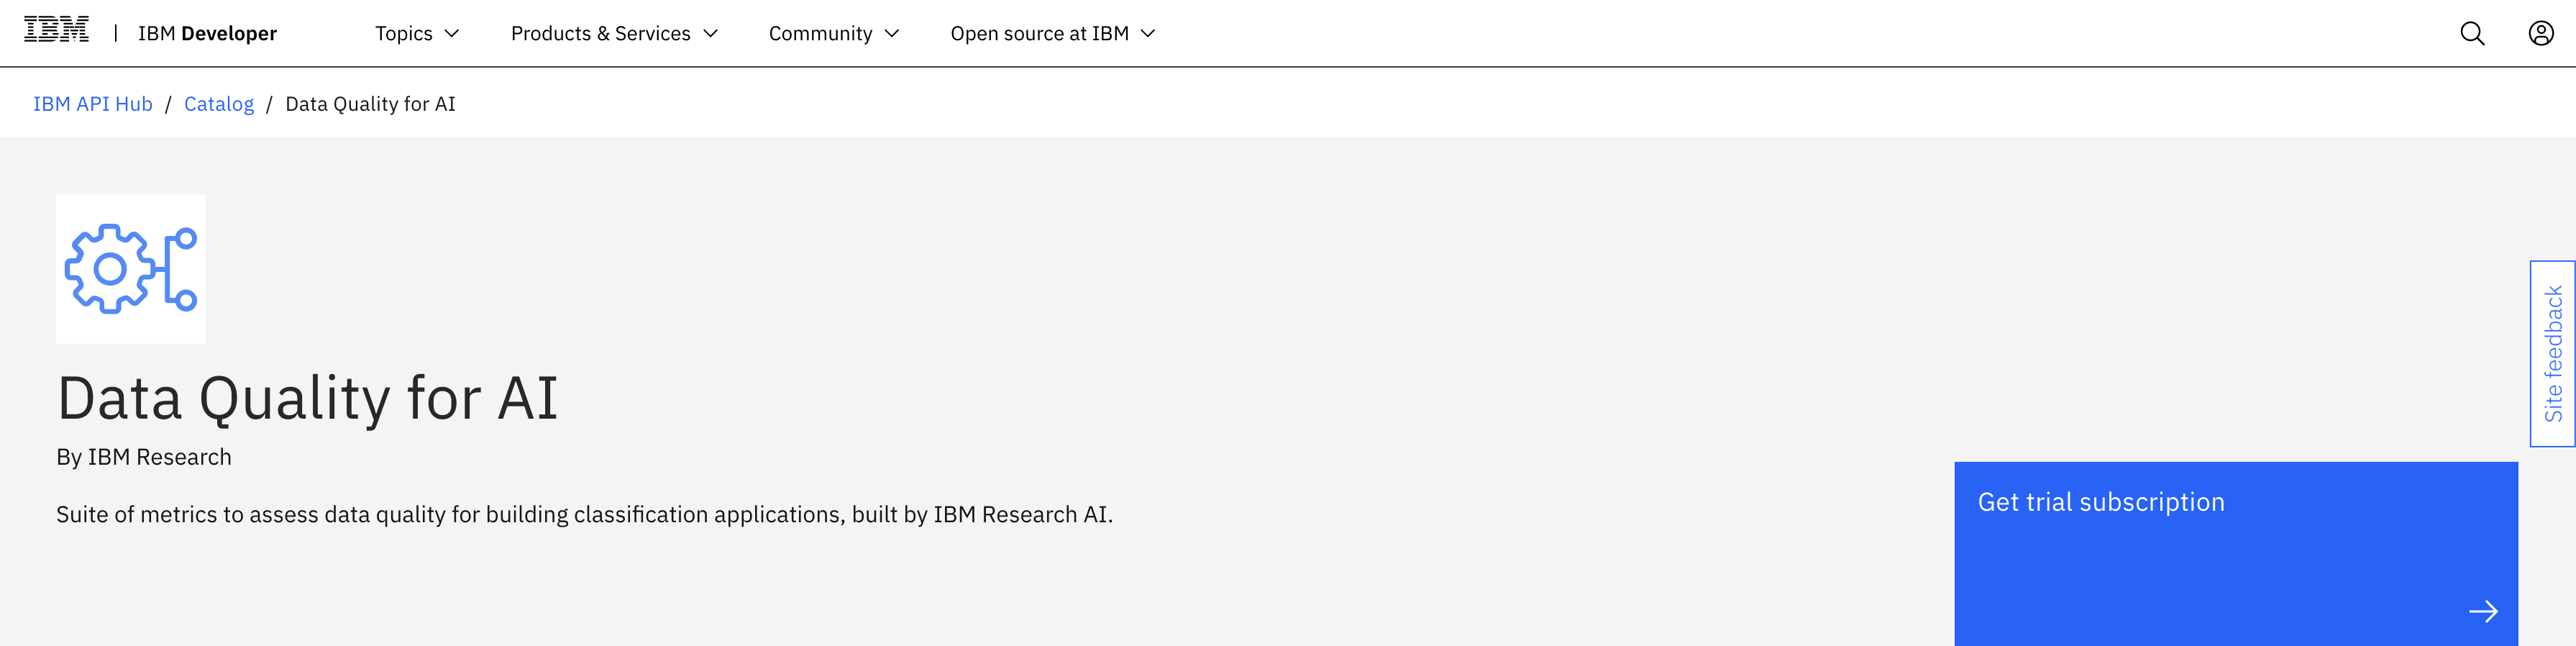 IBM | IBM Developer Topics Products & Services Community Open source at IBM
IBM API Hub / Catalog / Data Quality for AI
Data Quality for AI
By IBM Research
Suite of metrics to assess data quality for building classification applications, built by IBM Research AI.
Get trial subscription
Site feedback